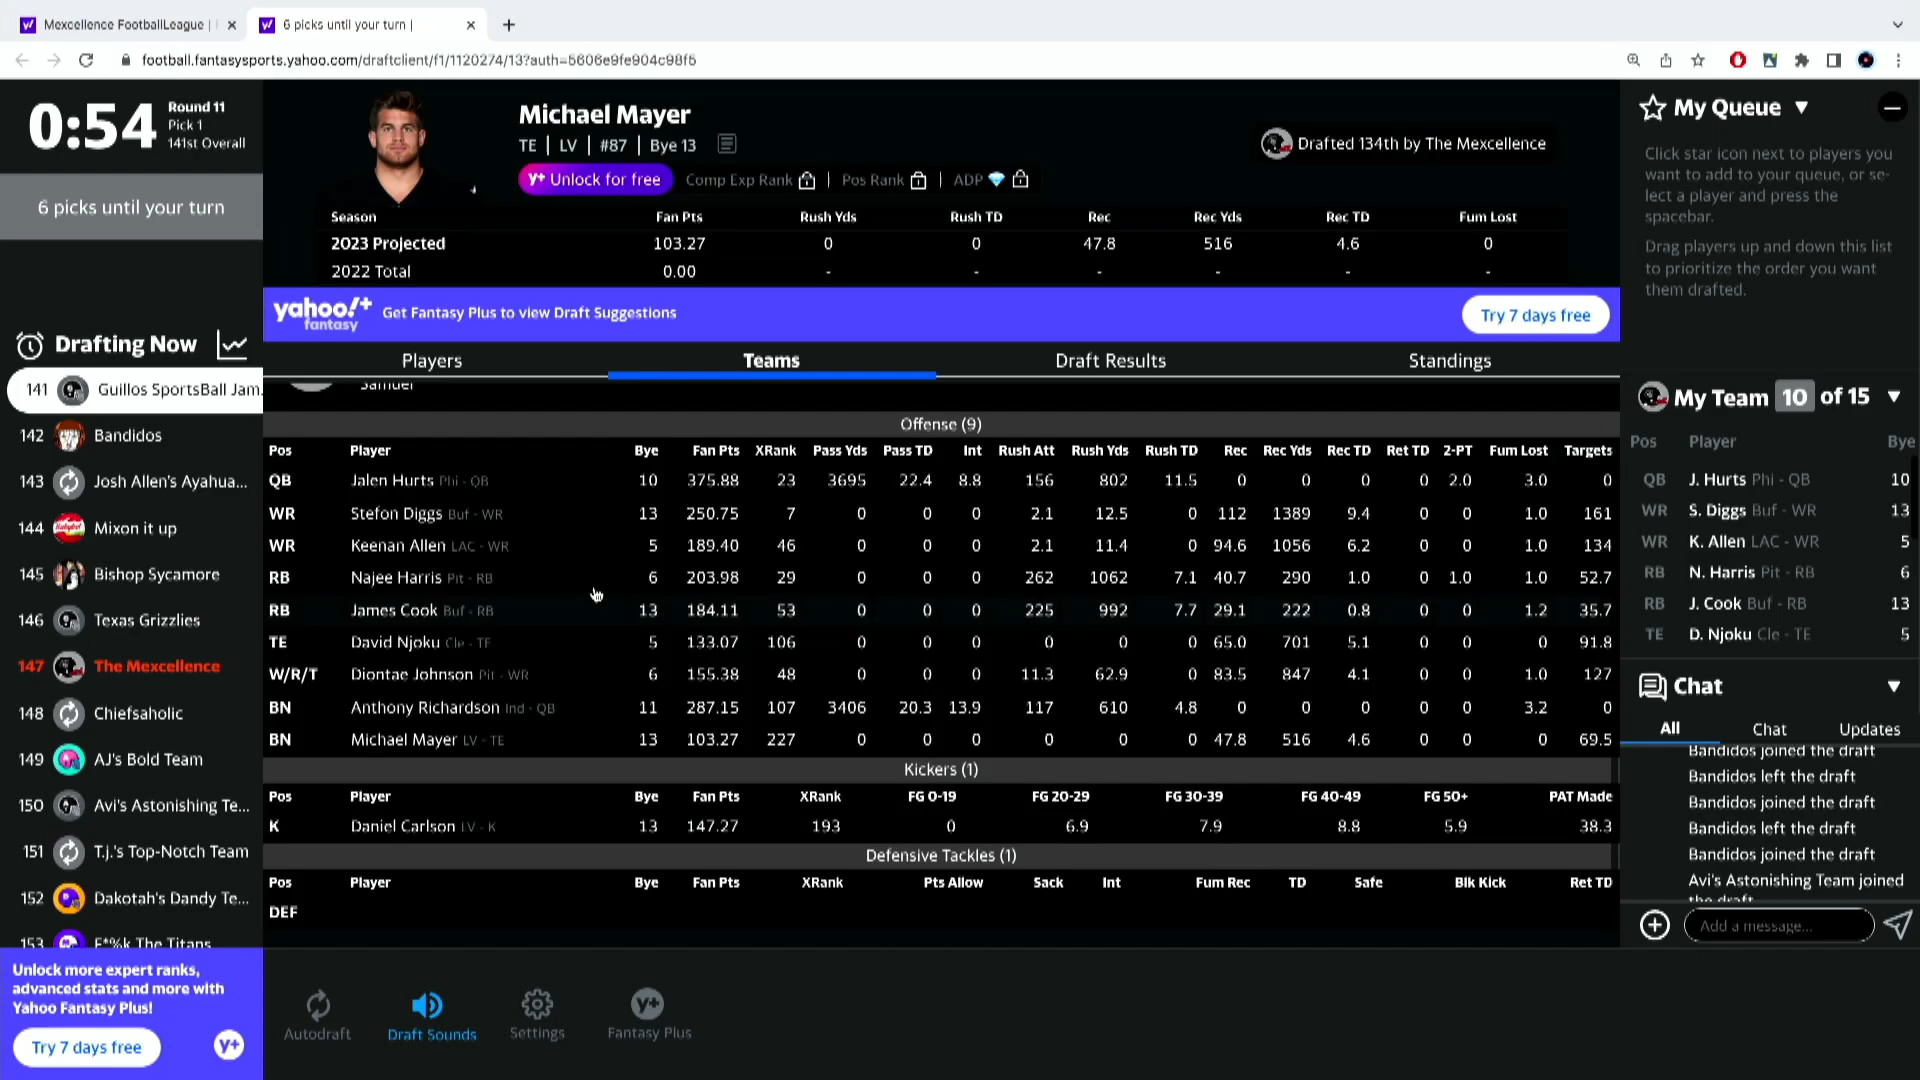 Mexcellence FootballLeague |
6 picks until your turn |
football.fantasysports.yahoo.com/draftclient/f1/1120274/13?auth=5606e9fe904c98f5
0:54
Round 11
Pick 1
141st Overall
6 picks until your turn
Drafting Now
141 Guillos SportsBall Jam
142 Bandidos
143 Josh Allen's Ayahua...
144 Mixon it up
145 Bishop Sycamore
146 Texas Grizzlies
147 The Mexcellence
148 Chiefsaholic
149 AJ's Bold Team
150 Avi's Astonishing Te...
151 T.j.'s Top-Notch Team
152 Dakotah's Dandy Te...
153 F*%k The Titans
Unlock more expert ranks,
advanced stats and more with
Yahoo Fantasy Plus!
Try 7 days free y+
Michael Mayer
TE | LV | #87 | Bye 13
Drafted 134th by The Mexcellence
y+ Unlock for free Comp Exp Rank | Pos Rank | ADP
Season Fan Pts Rush Yds Rush TD Rec Rec Yds Rec TD Fum Lost
2023 Projected 103.27 0 0 47.8 516 4.6 0
2022 Total 0.00 - - - - - -
yahoo!+
fantasy
Get Fantasy Plus to view Draft Suggestions
Try 7 days free
Players Teams Draft Results Standings
Samuel
Offense (9)
Pos Player Bye Fan Pts XRank Pass Yds Pass TD Int Rush Att Rush Yds Rush TD Rec Rec Yds Rec TD Ret TD 2-PT Fum Lost Targets
QB Jalen Hurts Phi - QB 10 375.88 23 3695 22.4 8.8 156 802 11.5 0 0 0 0 2.0 3.0 0
WR Stefon Diggs Buf - WR 13 250.75 7 0 0 0 2.1 12.5 0 112 1389 9.4 0 0 1.0 161
WR Keenan Allen LAC - WR 5 189.40 46 0 0 0 2.1 11.4 0 94.6 1056 6.2 0 0 1.0 134
RB Najee Harris Pit - RB 6 203.98 29 0 0 0 262 1062 7.1 40.7 290 1.0 0 1.0 1.0 52.7
RB James Cook Buf - RB 13 184.11 53 0 0 0 225 992 7.7 29.1 222 0.8 0 0 1.2 35.7
TE David Njoku Cle - TE 5 133.07 106 0 0 0 0 0 0 65.0 701 5.1 0 0 0 91.8
W/R/T Diontae Johnson Pit - WR 6 155.38 48 0 0 0 11.3 62.9 0 83.5 847 4.1 0 0 1.0 127
BN Anthony Richardson Ind - QB 11 287.15 107 3406 20.3 13.9 117 610 4.8 0 0 0 0 0 3.2 0
BN Michael Mayer LV - TE 13 103.27 227 0 0 0 0 0 0 47.8 516 4.6 0 0 0 69.5
Kickers (1)
Pos Player Bye Fan Pts XRank FG 0-19 FG 20-29 FG 30-39 FG 40-49 FG 50+ PAT Made
K Daniel Carlson LV - K 13 147.27 193 0 6.9 7.9 8.8 5.9 38.3
Defensive Tackles (1)
Pos Player Bye Fan Pts XRank Pts Allow Sack Int Fum Rec TD Safe Blk Kick Ret TD
DEF
Autodraft Draft Sounds Settings Fantasy Plus
y+
My Queue
Click star icon next to players you
want to add to your queue, or se-
lect a player and press the
spacebar.
Drag players up and down this list
to prioritize the order you want
them drafted.
My Team 10 of 15
Pos Player Bye
QB J. Hurts Phi - QB 10
WR S. Diggs Buf - WR 13
WR K. Allen LAC - WR 5
RB N. Harris Pit - RB 6
RB J. Cook Buf - RB 13
TE D. Njoku Cle - TE 5
Chat
All Chat Updates
Bandidos joined the draft
Bandidos left the draft
Bandidos joined the draft
Bandidos left the draft
Bandidos joined the draft
Avi's Astonishing Team joined
the draft
Add a message...